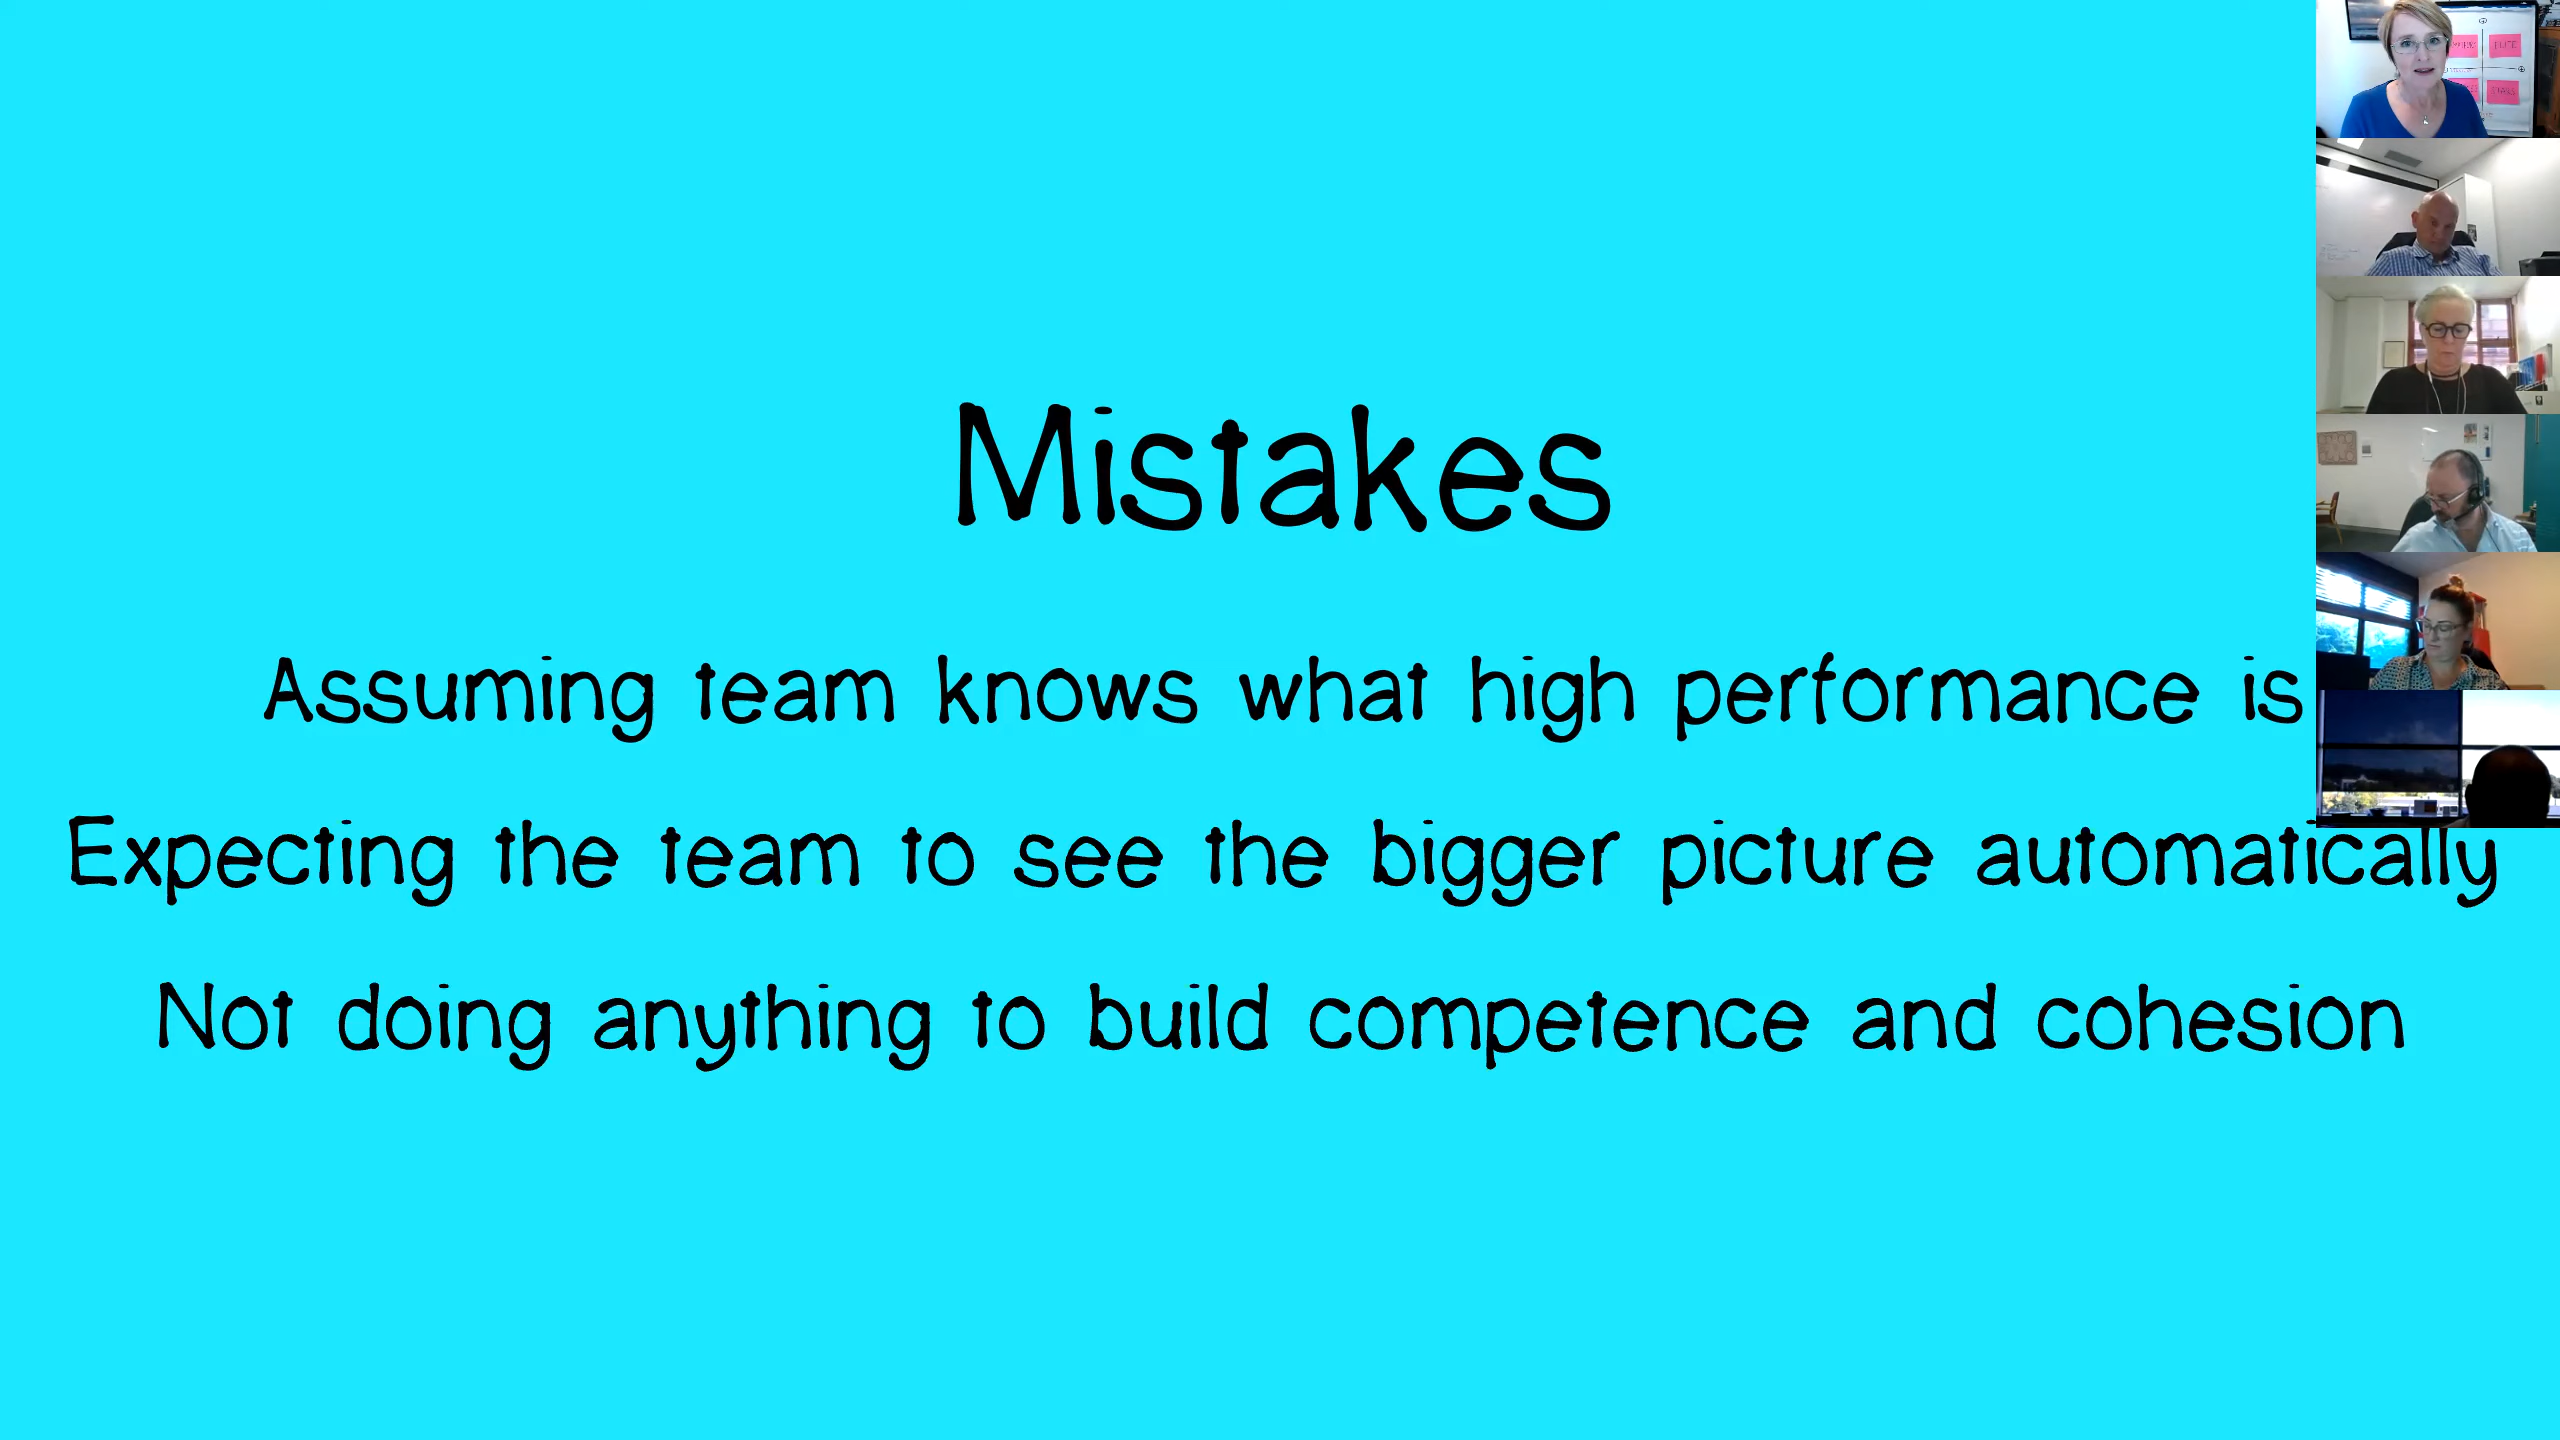 Mistakes
Assuming team knows what high performance is
Expecting the team to see the bigger picture automatically
Not doing anything to build competence and cohesion